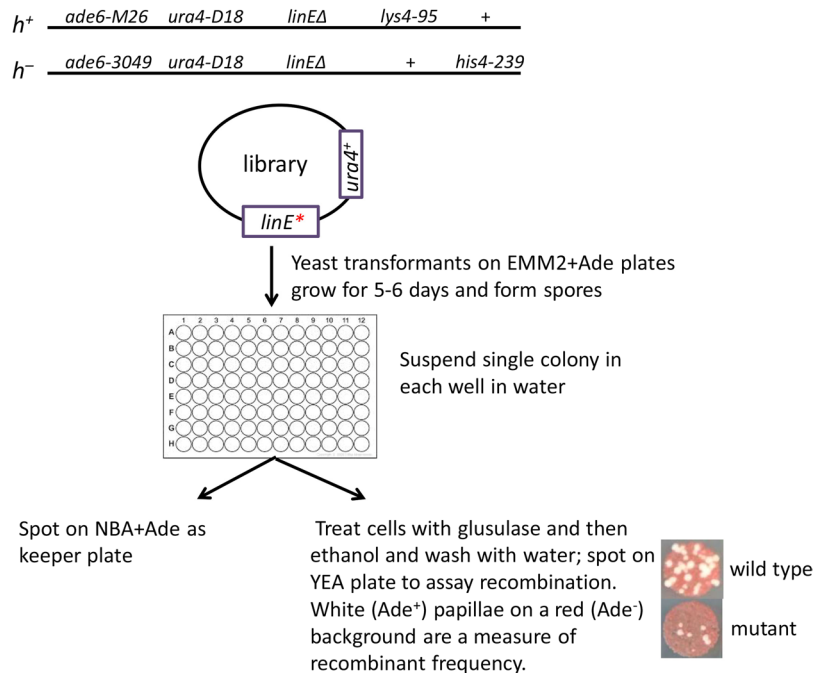 h+ ade6-M26 ura4-D18 linEΔ lys4-95 +
h– ade6-3049 ura4-D18 linEΔ + his4-239
library
ura4+
linE*
Yeast transformants on EMM2+Ade plates
grow for 5-6 days and form spores
1 2 3 4 5 6 7 8 9 10 11 12
A
B
C
D
E
F
G
H
Suspend single colony in
each well in water
Spot on NBA+Ade as
keeper plate
Treat cells with glusulase and then
ethanol and wash with water; spot on
YEA plate to assay recombination.
White (Ade+) papillae on a red (Ade-)
background are a measure of
recombinant frequency.
wild type
mutant